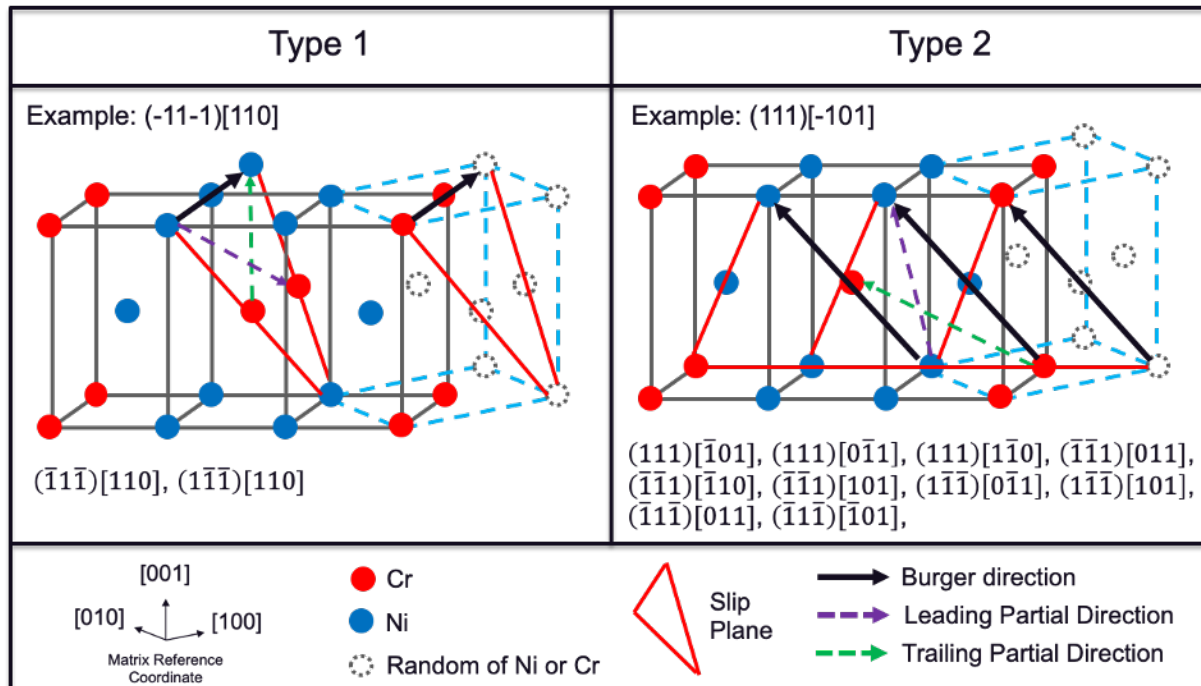 Type 1
Type 2
Example: (-11-1)[110]
Example: (111)[-101]
(1̅11̅)[110], (11̅1̅)[110]
(111)[1̅01], (111)[01̅1], (111)[11̅0], (1̅1̅1)[011],
(1̅1̅1)[1̅10], (1̅1̅1)[101], (11̅1̅)[01̅1], (11̅1̅)[101],
(1̅11̅)[011], (1̅11̅)[1̅01],
[001]
[010]
[100]
Matrix Reference
Coordinate
Cr
Ni
Random of Ni or Cr
Slip
Plane
Burger direction
Leading Partial Direction
Trailing Partial Direction